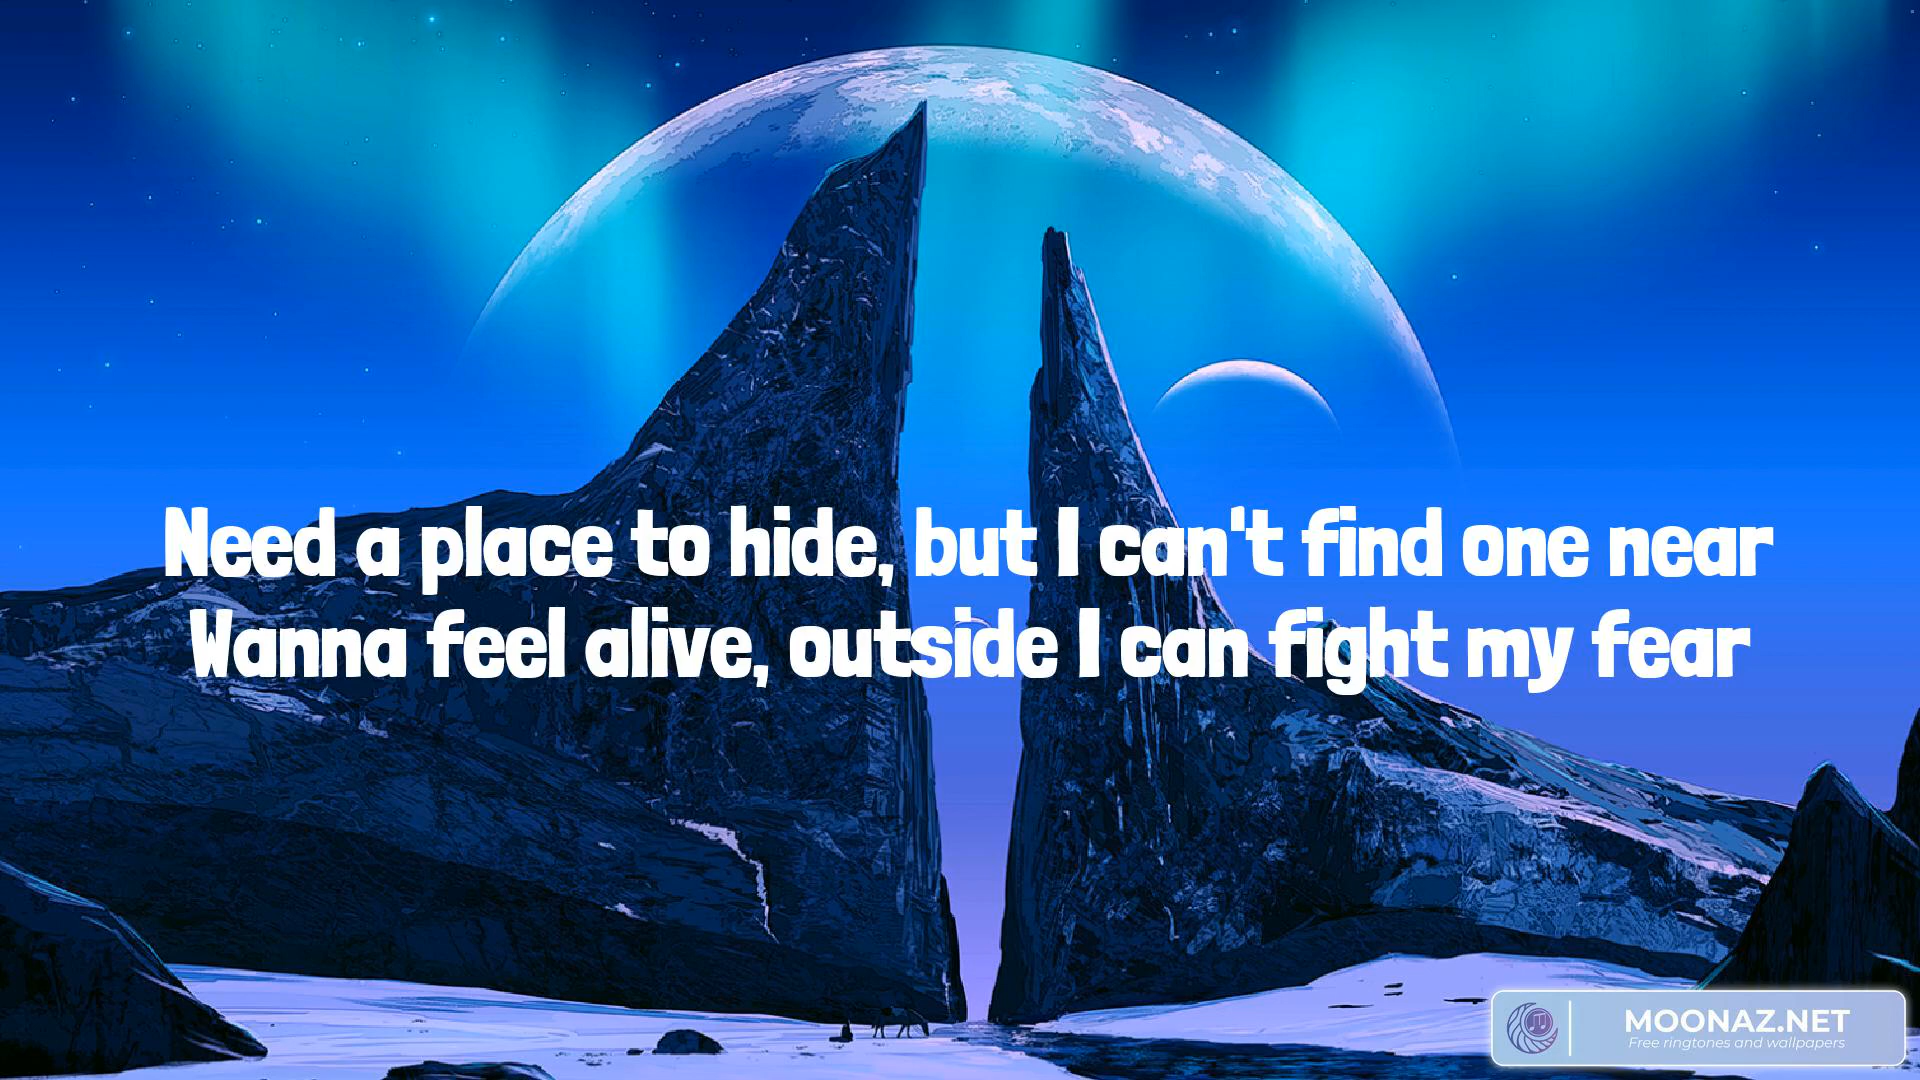 Need a place to hide, but I can't find one near
Wanna feel alive, outside I can fight my fear
MOONAZ.NET
Free ringtones and wallpapers